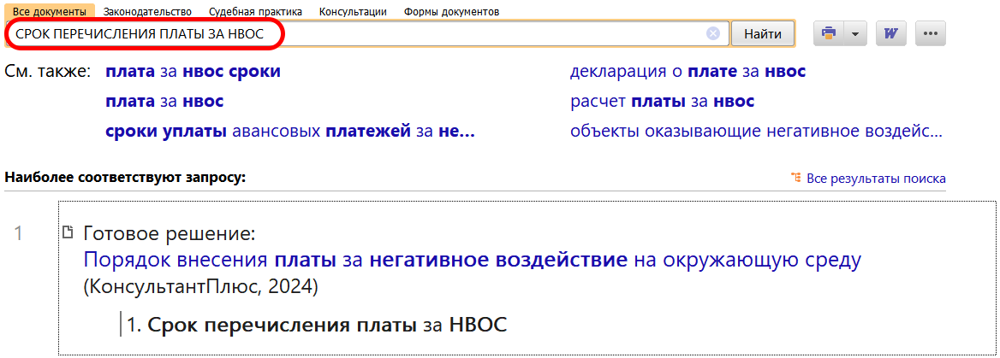 Все документы Законодательство Судебная практика Консультации Формы документов
СРОК ПЕРЕЧИСЛЕНИЯ ПЛАТЫ ЗА НВОС Найти W
См. также: плата за нвос сроки декларация о плате за нвос
плата за нвос расчет платы за нвос
сроки уплаты авансовых платежей за не... объекты оказывающие негативное воздейс...
Наиболее соответствуют запросу: Все результаты поиска
1 Готовое решение:
Порядок внесения платы за негативное воздействие на окружающую среду
(КонсультантПлюс, 2024)
1. Срок перечисления платы за НВОС